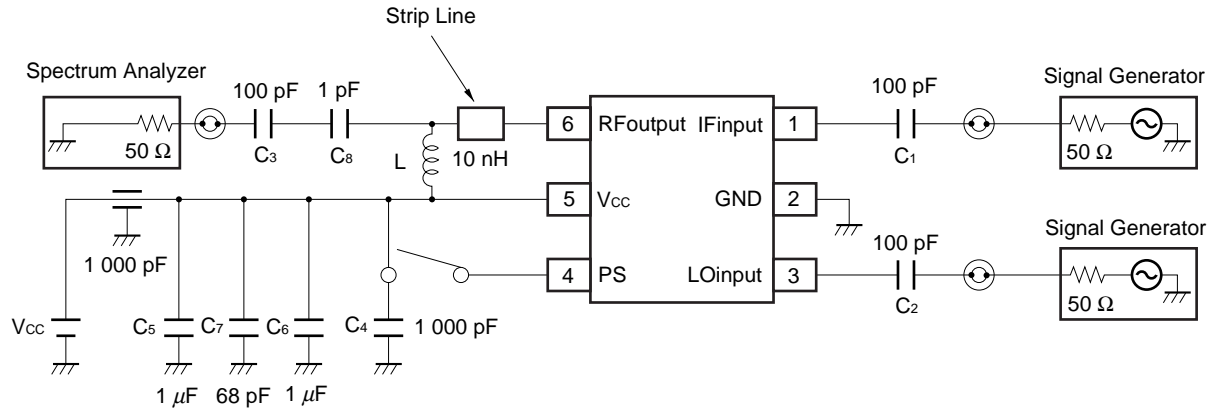 Strip Line
Spectrum Analyzer
100 pF
1 pF
100 pF
Signal Generator
6
RFoutput
IFinput
1
50 Ω
C3
C8
L
10 nH
C1
50 Ω
5
VCC
GND
2
Signal Generator
1 000 pF
100 pF
4
PS
LOinput
3
C2
50 Ω
VCC
C5
C7
C6
C4
1 000 pF
1 μF
68 pF
1 μF